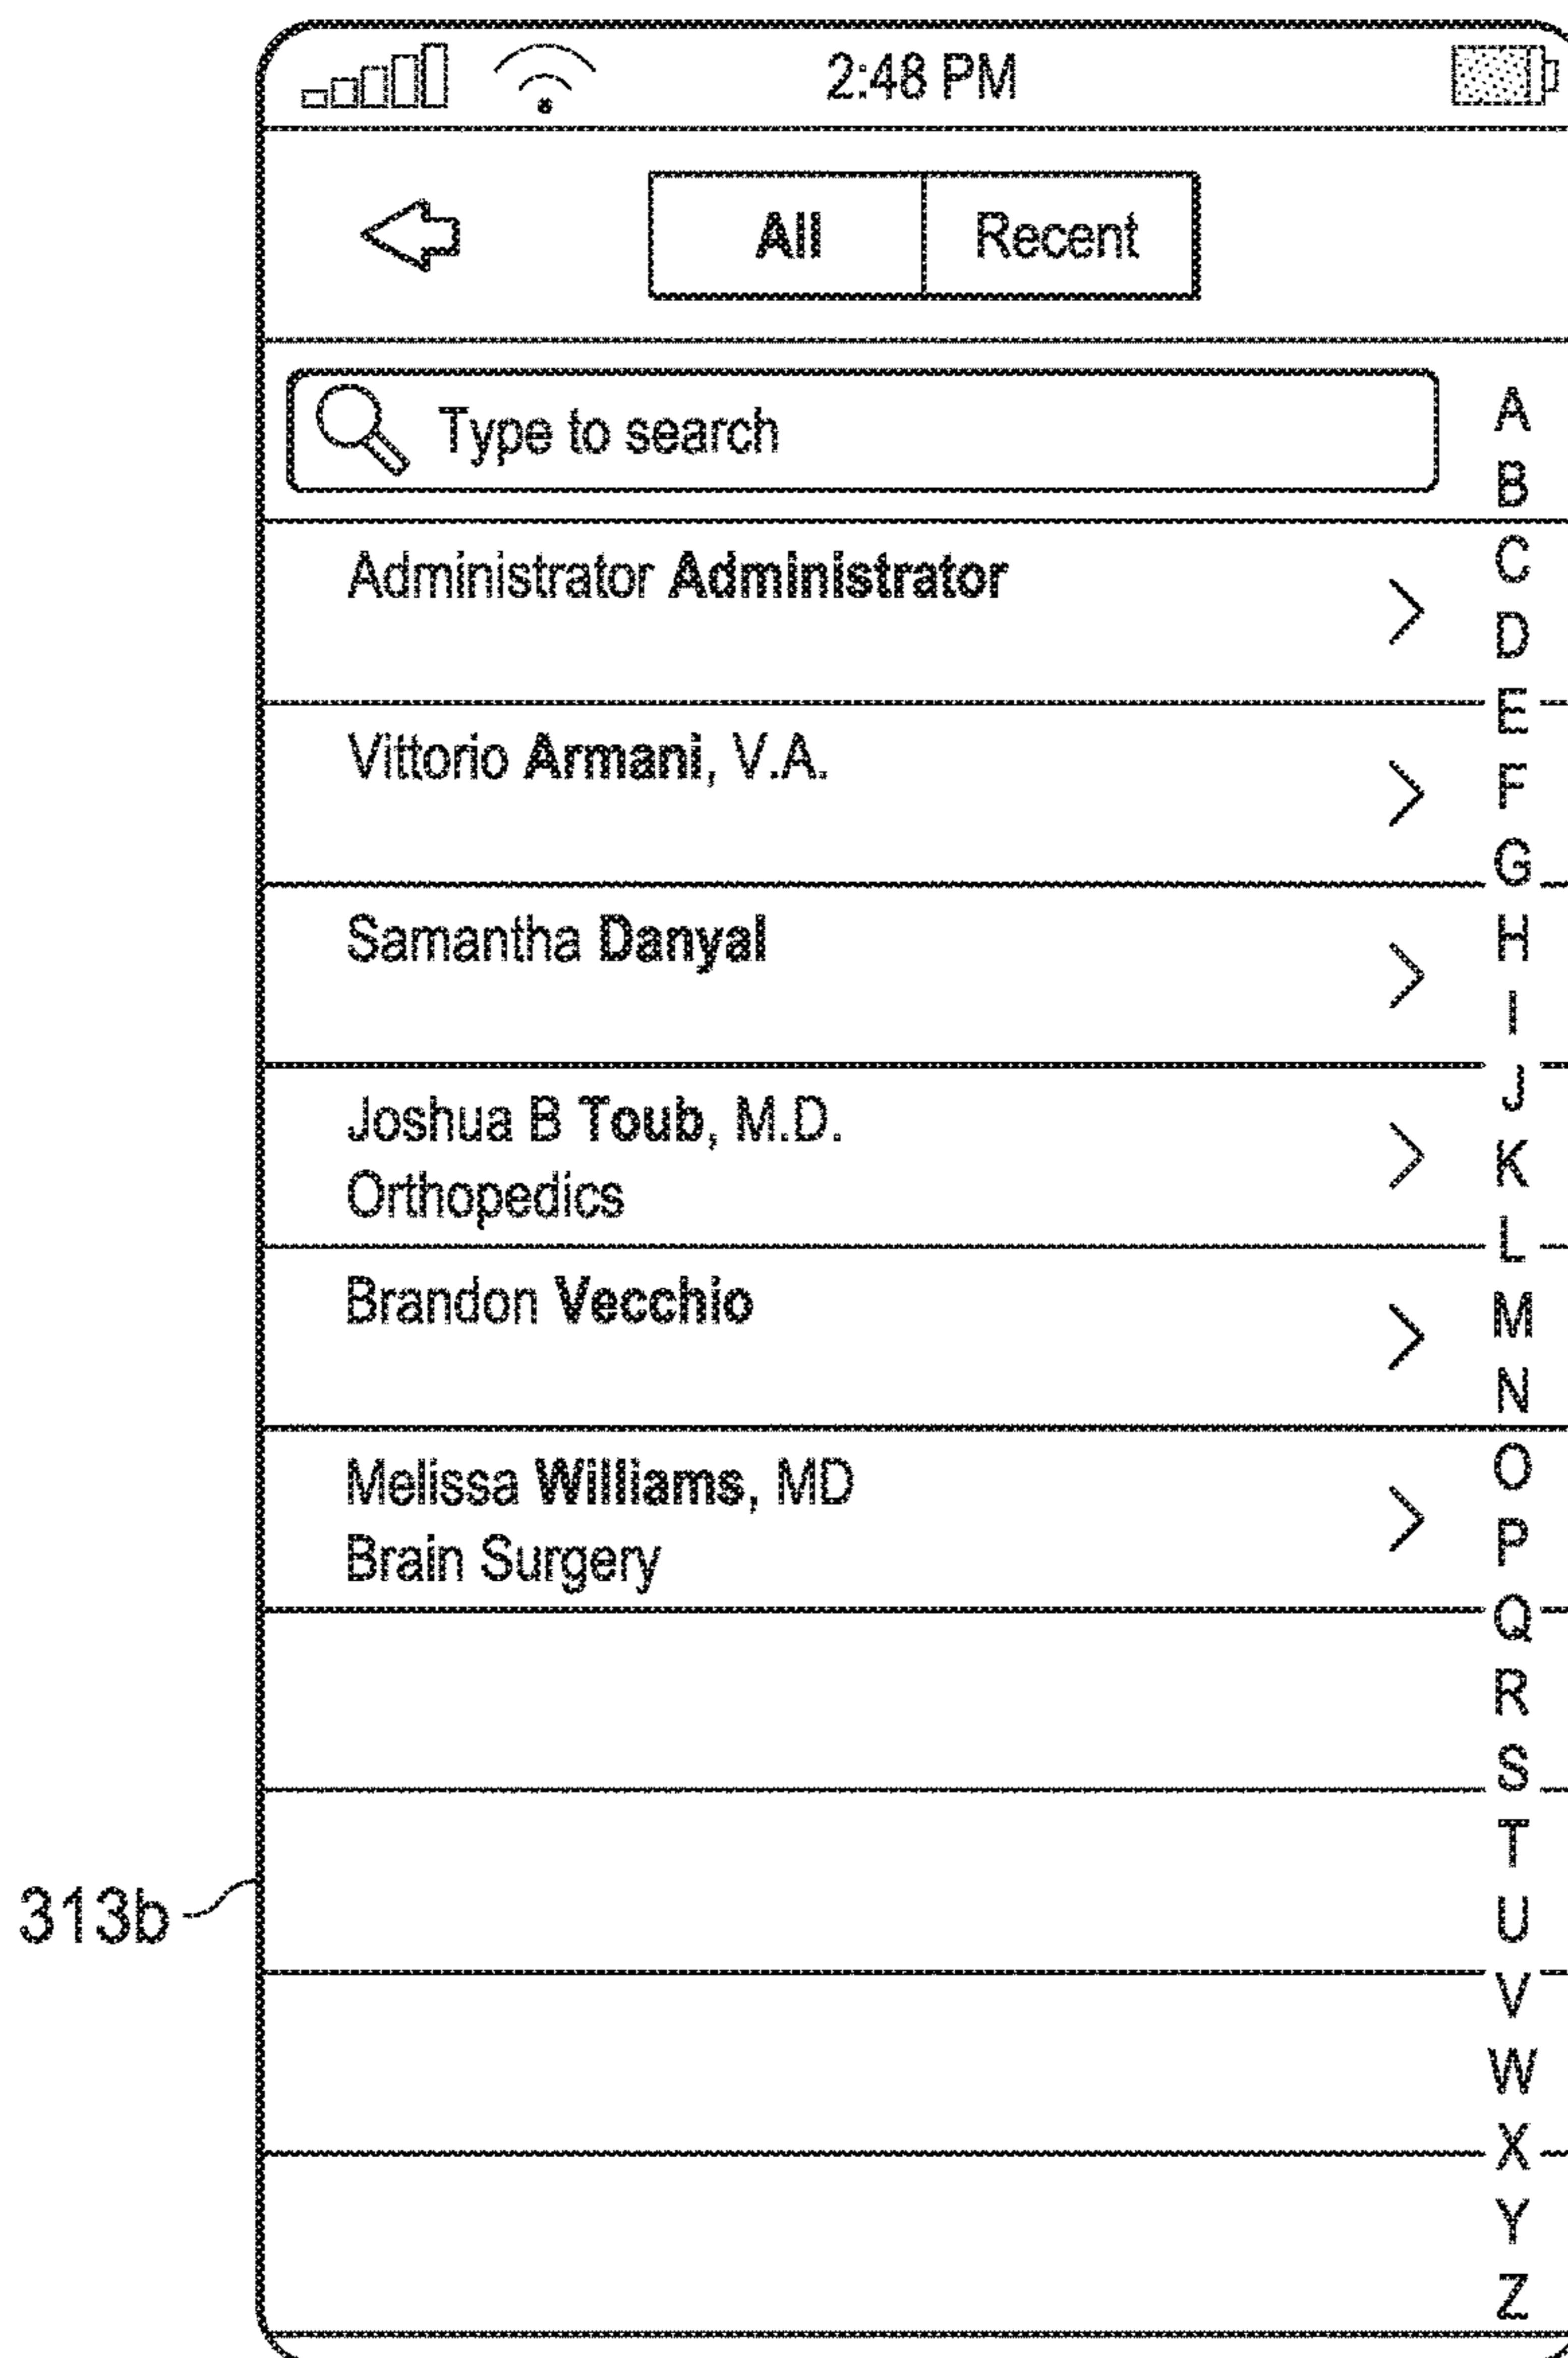 2:48 PM
All Recent
Type to search
Administrator Administrator
Vittorio Armani, V.A.
Samantha Danyal
Joshua B Toub, M.D.
Orthopedics
Brandon Vecchio
Melissa Williams, MD
Brain Surgery
A
B
C
D
E
F
G
H
I
J
K
L
M
N
O
P
Q
R
S
T
U
V
W
X
Y
Z
313b